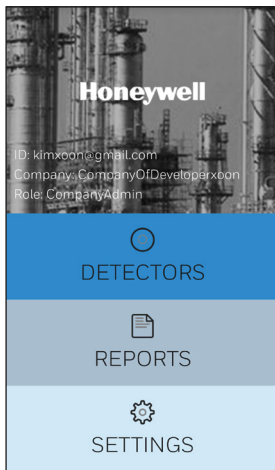 Honeywell
ID: kimxoon@gmail.com
Company: CompanyOfDeveloperxoon
Role: CompanyAdmin
DETECTORS
REPORTS
SETTINGS